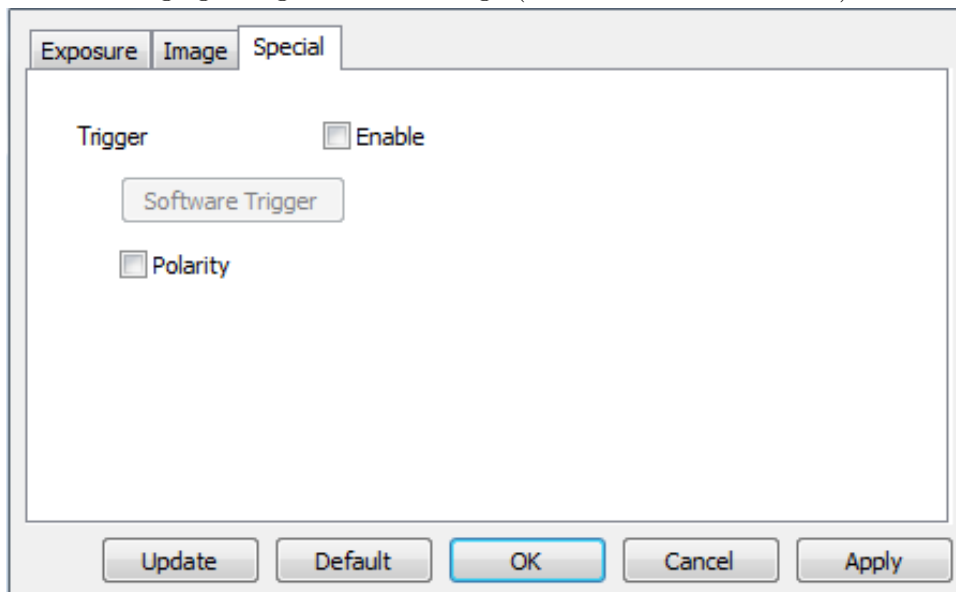 Exposure Image Special
Trigger Enable
Software Trigger
Polarity
Update Default OK Cancel Apply